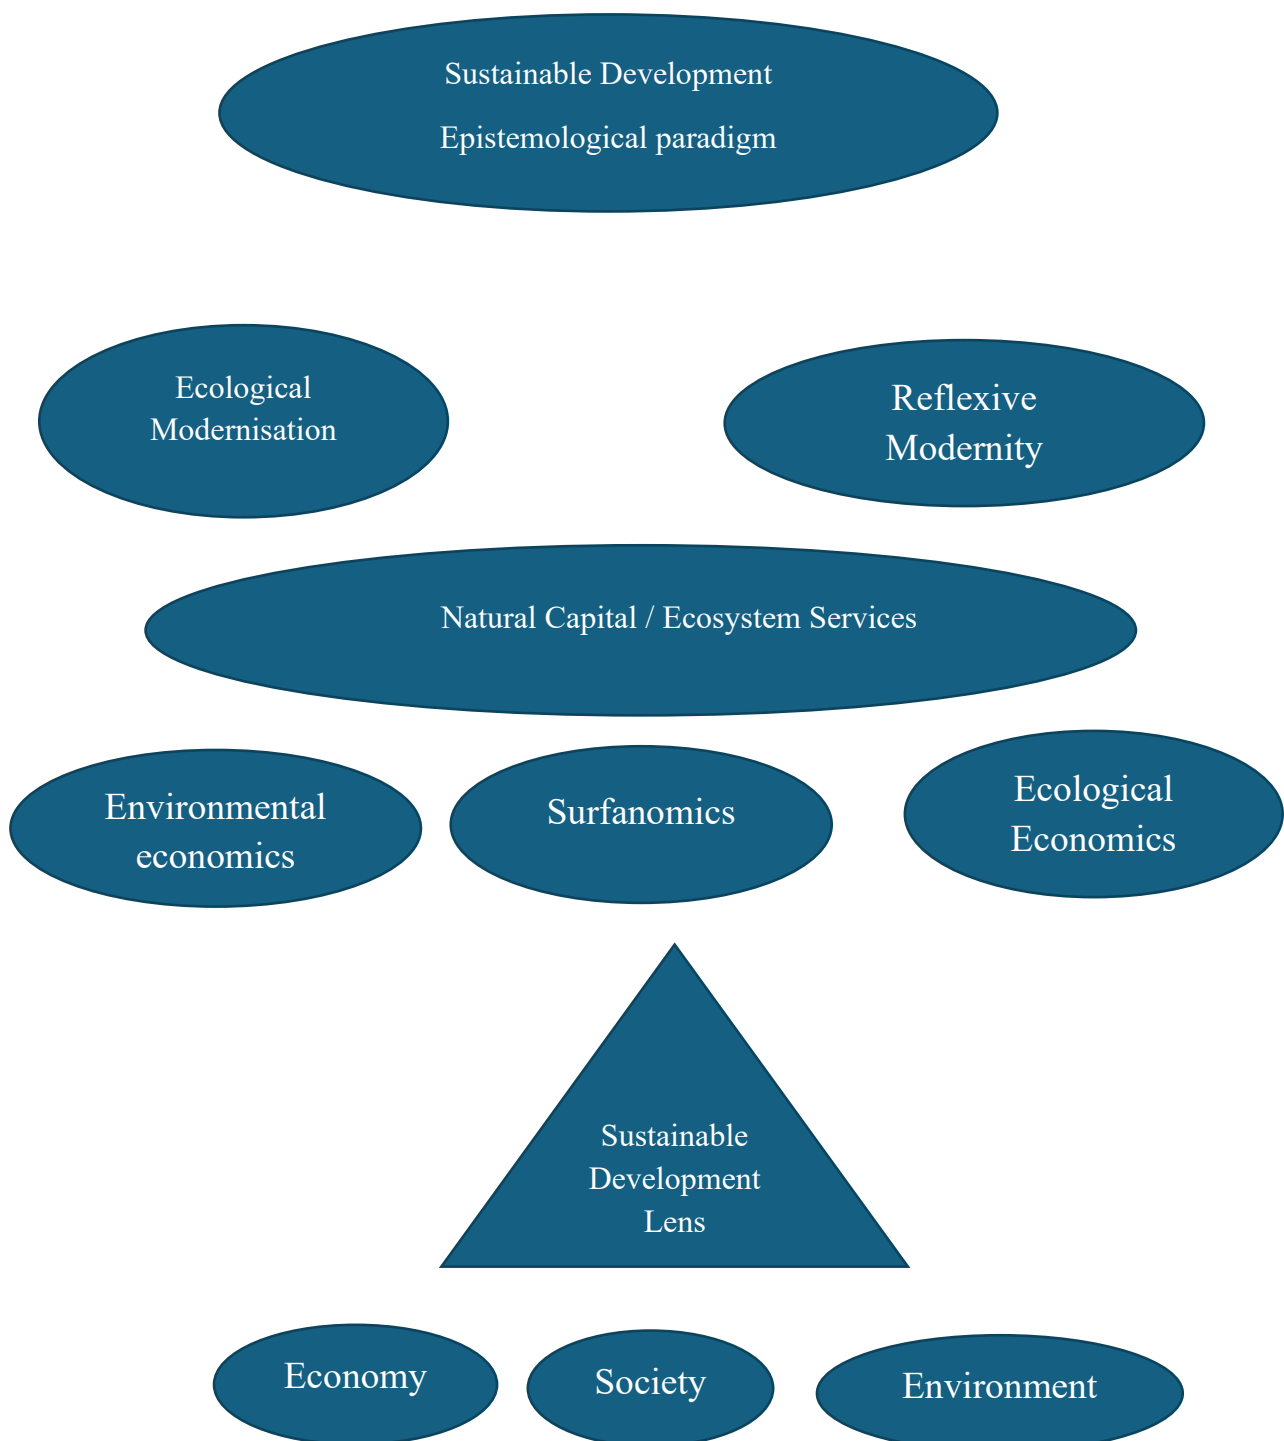 Sustainable Development
Epistemological paradigm
Ecological
Modernisation
Reflexive
Modernity
Natural Capital / Ecosystem Services
Environmental
economics
Surfanomics
Ecological
Economics
Sustainable
Development
Lens
Economy
Society
Environment